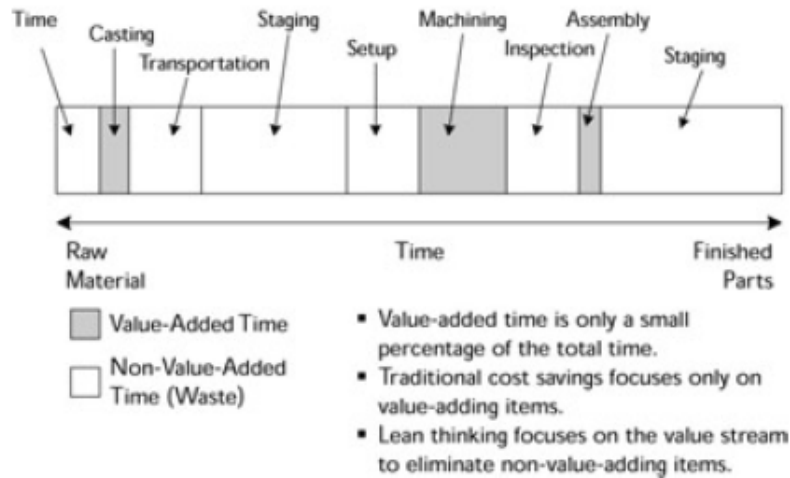 Time
Casting
Transportation
Staging
Setup
Machining
Inspection
Assembly
Staging
Raw
Material
Time
Finished
Parts
Value-Added Time
Non-Value-Added
Time (Waste)
▪ Value-added time is only a small
percentage of the total time.
▪ Traditional cost savings focuses only on
value-adding items.
▪ Lean thinking focuses on the value stream
to eliminate non-value-adding items.